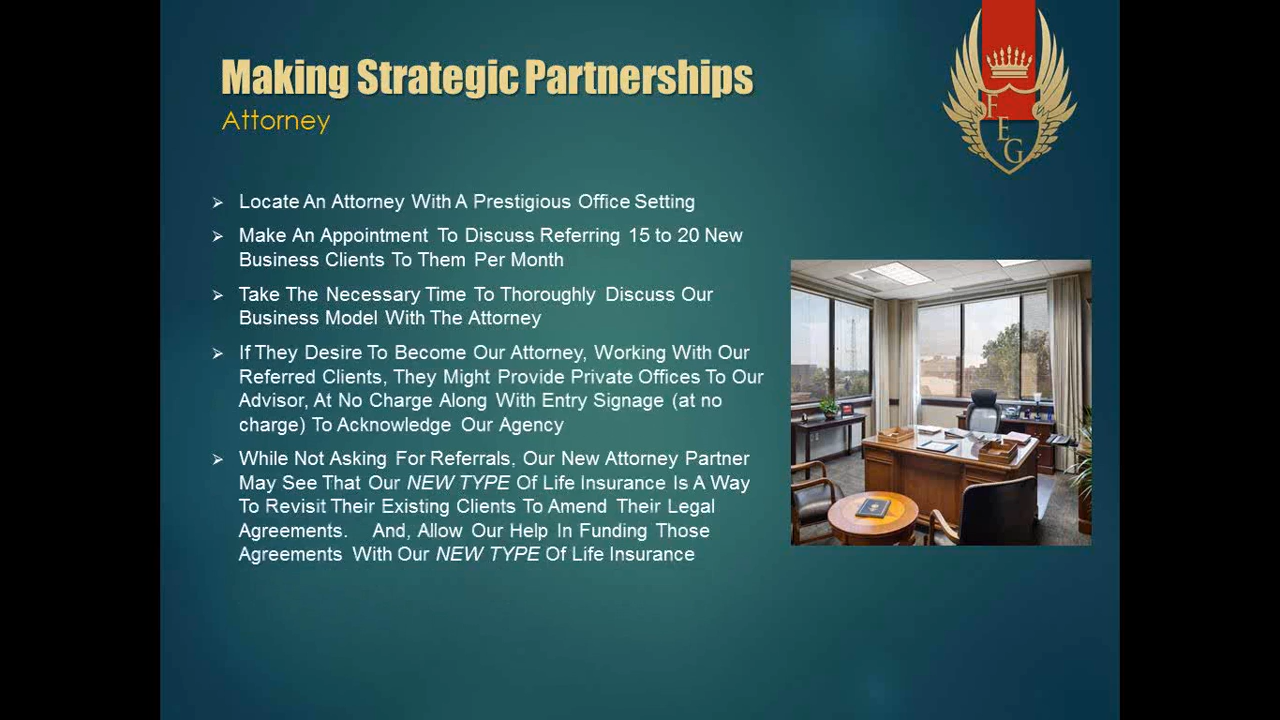 Making Strategic Partnerships
Attorney
F
E
G
Locate An Attorney With A Prestigious Office Setting
Make An Appointment To Discuss Referring 15 to 20 New
Business Clients To Them Per Month
Take The Necessary Time To Thoroughly Discuss Our
Business Model With The Attorney
If They Desire To Become Our Attorney, Working With Our
Referred Clients, They Might Provide Private Offices To Our
Advisor, At No Charge Along With Entry Signage (at no
charge) To Acknowledge Our Agency
While Not Asking For Referrals, Our New Attorney Partner
May See That Our NEW TYPE Of Life Insurance Is A Way
To Revisit Their Existing Clients To Amend Their Legal
Agreements. And, Allow Our Help In Funding Those
Agreements With Our NEW TYPE Of Life Insurance